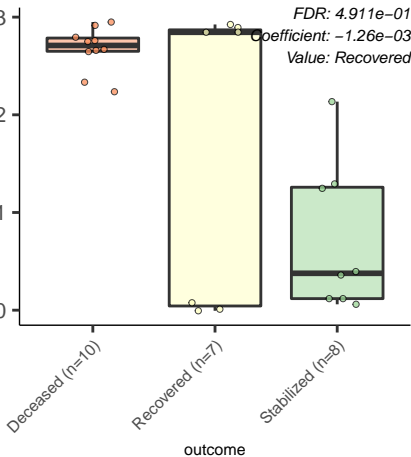 FDR: 4.911e−01
Coefficient: −1.26e−03
Value: Recovered
3
2
1
0
Deceased (n=10)
Recovered (n=7)
Stabilized (n=8)
outcome